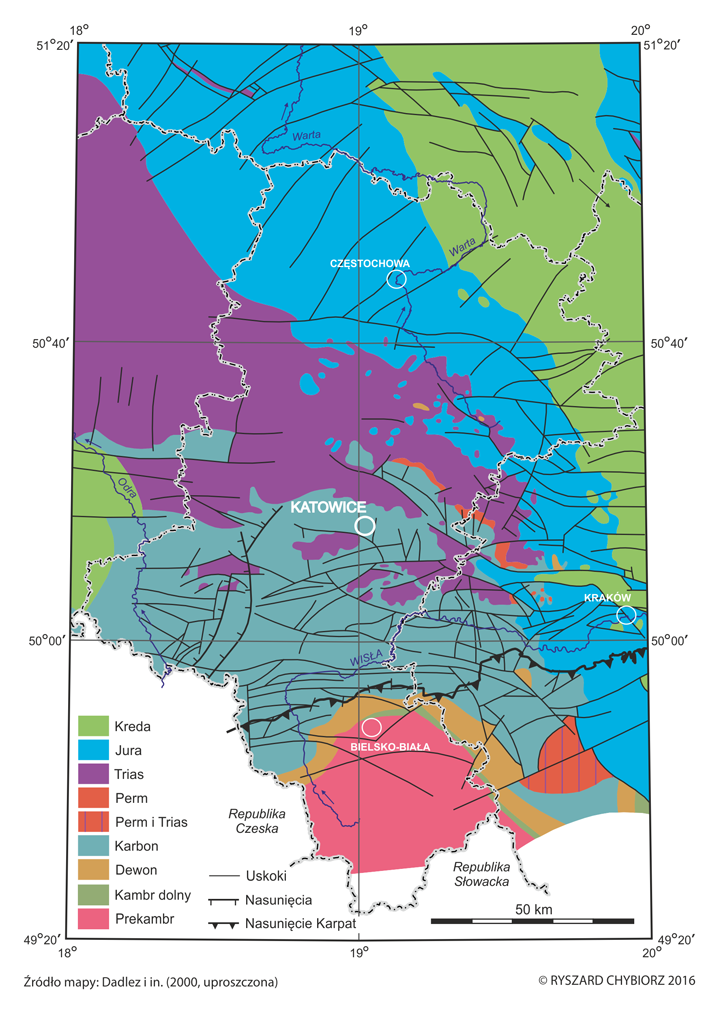 18°
19°
20°
51°20′
51°20′
Warta
Warta
CZĘSTOCHOWA
50°40′
50°40′
Odra
KATOWICE
KRAKÓW
50°00′
50°00′
WISŁA
BIELSKO-BIAŁA
Kreda
Jura
Trias
Perm
Perm i Trias
Karbon
Dewon
Kambr dolny
Prekambr
Republika
Czeska
Republika
Słowacka
Uskoki
Nasunięcia
Nasunięcie Karpat
50 km
49°20′
49°20′
18°
19°
20°
Źródło mapy: Dadlez i in. (2000, uproszczona)
© RYSZARD CHYBIORZ 2016